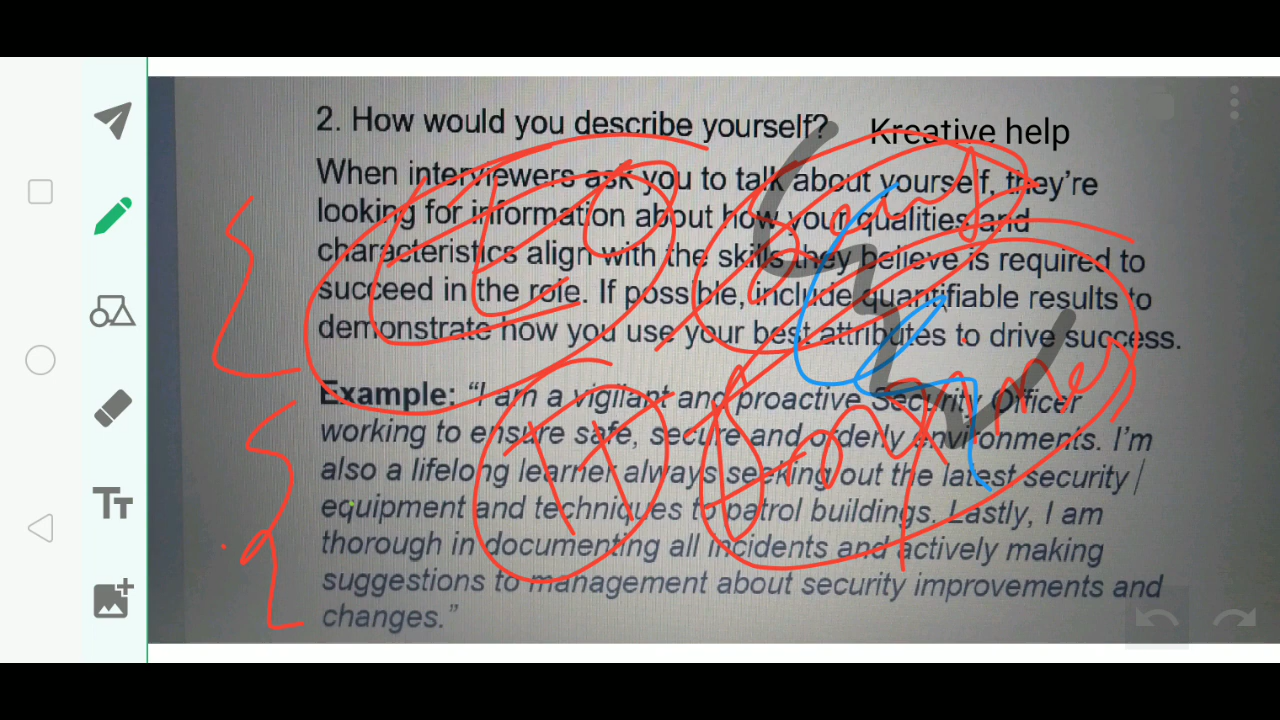 2. How would you describe yourself? Kreative help
When interviewers ask you to talk about yourself, they're
looking for information about how your qualities and
characteristics align with the skills they believe is required to
succeed in the role. If possible, include quantifiable results to
demonstrate how you use your best attributes to drive success.
Example: “I am a vigilant and proactive Security Officer
working to ensure safe, secure and orderly environments. I'm
also a lifelong learner always seeking out the latest security
equipment and techniques to patrol buildings. Lastly, I am
thorough in documenting all incidents and actively making
suggestions to management about security improvements and
changes.”
TT